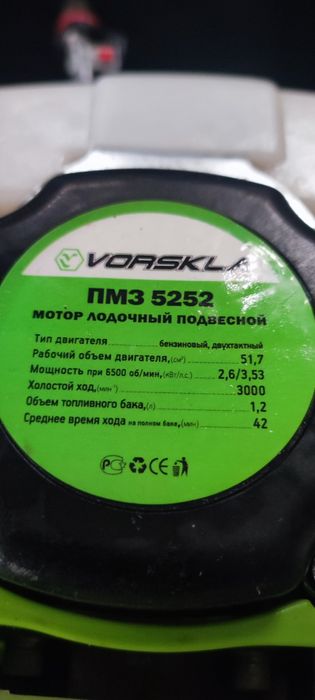 VORSKLA
ПМЗ 5252
МОТОР ЛОДОЧНЫЙ ПОДВЕСНОЙ
Тип двигателя бензиновый, двухтактный
Рабочий объем двигателя,(см³) 51,7
Мощность при 6500 об/мин,(кВт/л.с.) 2,6/3,53
Холостой ход,(мин⁻¹) 3000
Объем топливного бака,(л) 1,2
Среднее время хода на полном баке,(мин) 42
РСТ CE